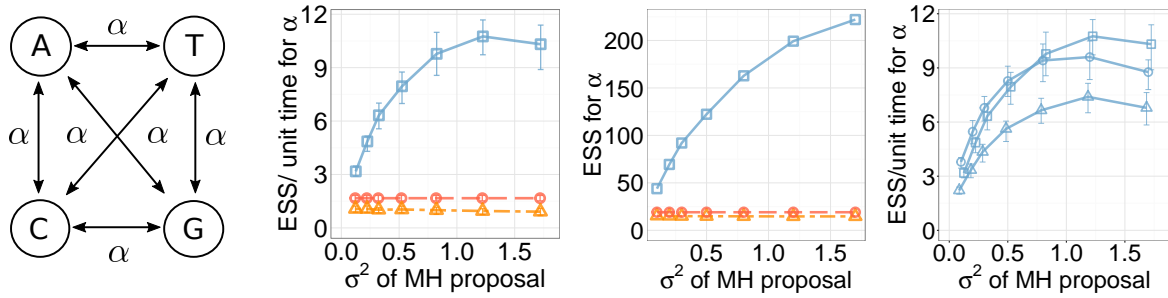 A α T
α α α α
C α G
ESS/ unit time for α
12
9
6
3
0
0.0 0.5 1.0 1.5
σ² of MH proposal
ESS for α
200
150
100
50
0
0.0 0.5 1.0 1.5
σ² of MH proposal
ESS/unit time for α
12
9
6
3
0
0.0 0.5 1.0 1.5
σ² of MH proposal